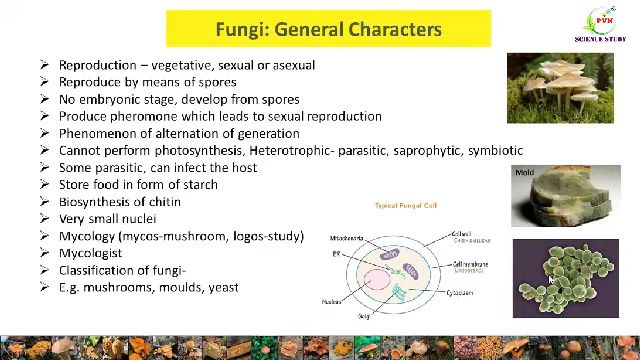 Fungi: General Characters
PVN
SCIENCE STUDY
Reproduction – vegetative, sexual or asexual
Reproduce by means of spores
No embryonic stage, develop from spores
Produce pheromone which leads to sexual reproduction
Phenomenon of alternation of generation
Cannot perform photosynthesis, Heterotrophic- parasitic, saprophytic, symbiotic
Some parasitic, can infect the host
Store food in form of starch
Biosynthesis of chitin
Very small nuclei
Mycology (mycos-mushroom, logos-study)
Mycologist
Classification of fungi-
E.g. mushrooms, moulds, yeast
Mold
Typical Fungal Cell
Mitochondria
ER
Nucleus
Golgi
Cell wall
Cell membrane
Cytoplasm